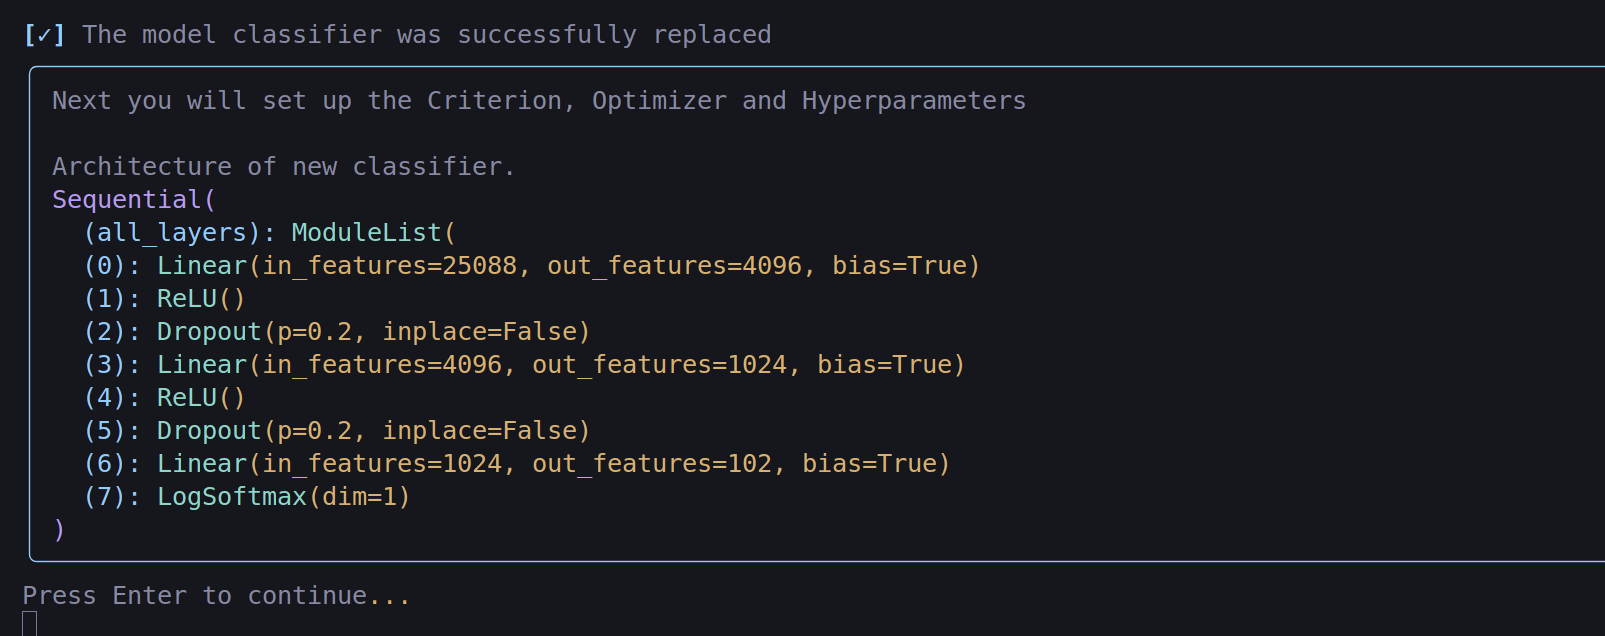 [✓] The model classifier was successfully replaced
Next you will set up the Criterion, Optimizer and Hyperparameters
Architecture of new classifier.
Sequential(
(all_layers): ModuleList(
(0): Linear(in_features=25088, out_features=4096, bias=True)
(1): ReLU()
(2): Dropout(p=0.2, inplace=False)
(3): Linear(in_features=4096, out_features=1024, bias=True)
(4): ReLU()
(5): Dropout(p=0.2, inplace=False)
(6): Linear(in_features=1024, out_features=102, bias=True)
(7): LogSoftmax(dim=1)
)
Press Enter to continue...